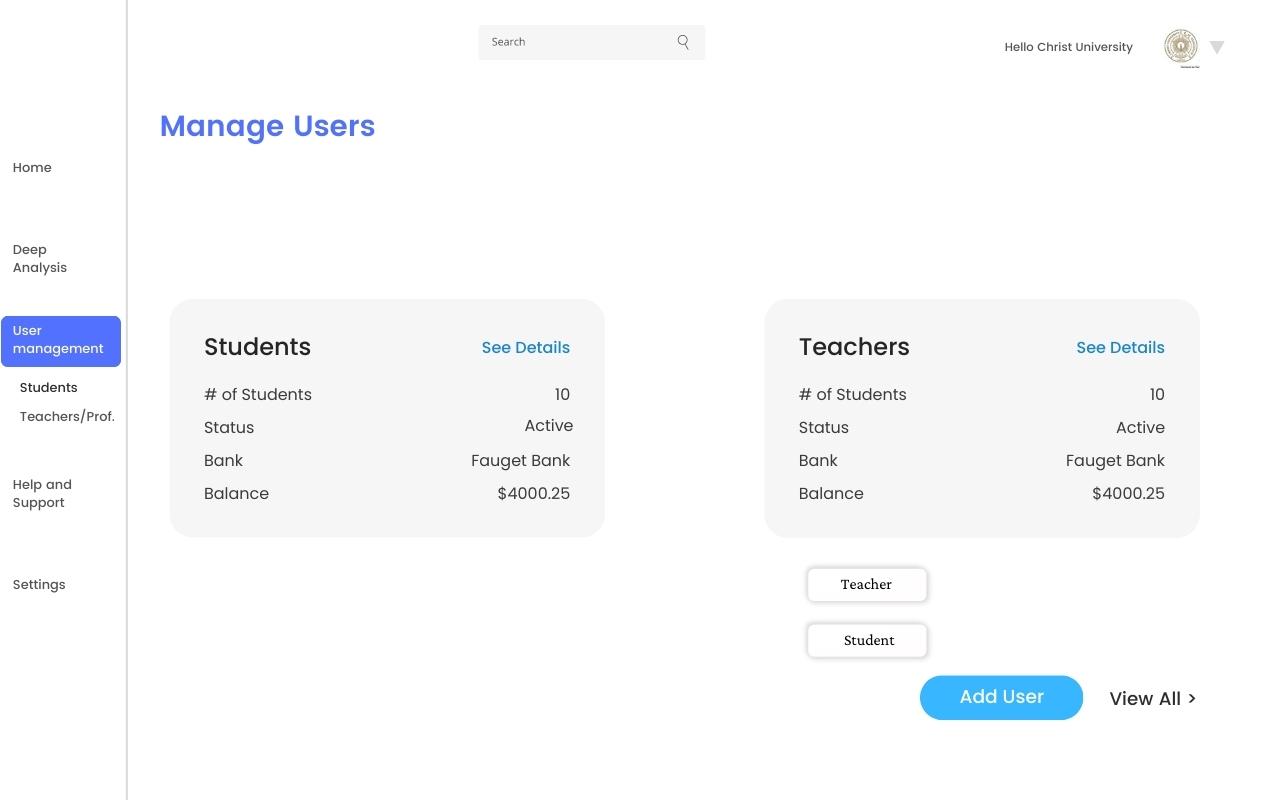 Search
Hello Christ University
Manage Users
Home
Deep
Analysis
User
management
Students
Teachers/Prof.
Help and
Support
Settings
Students See Details
# of Students 10
Status Active
Bank Fauget Bank
Balance $4000.25
Teachers See Details
# of Students 10
Status Active
Bank Fauget Bank
Balance $4000.25
Teacher
Student
Add User
View All >